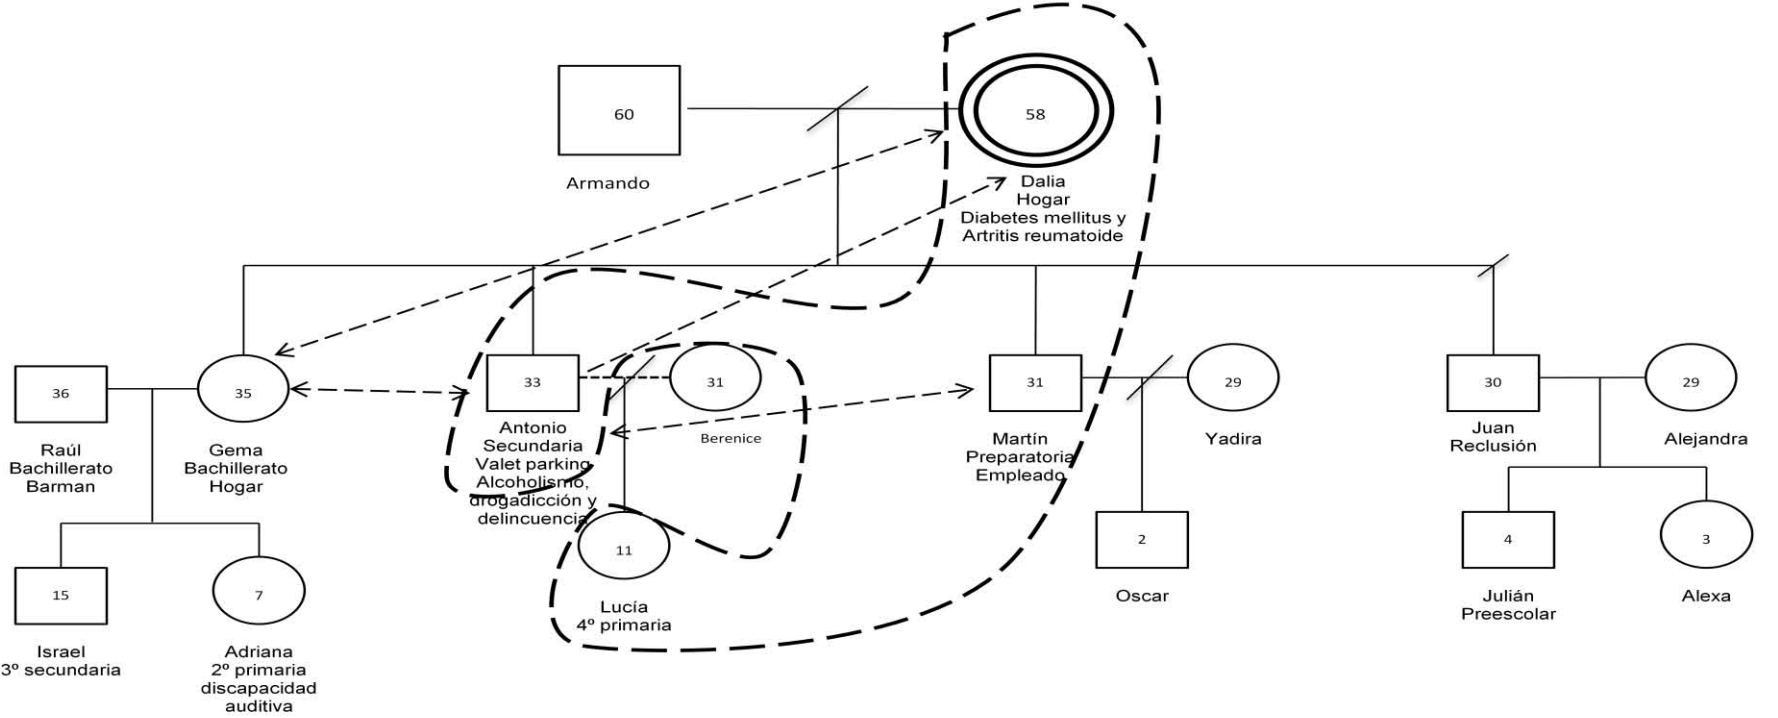 60
Armando
58
Dalia
Hogar
Diabetes mellitus y
Artritis reumatoide
36
Raúl
Bachillerato
Barman
35
Gema
Bachillerato
Hogar
33
Antonio
Secundaria
Valet parking
Alcoholismo,
drogadicción y
delincuencia
31
Berenice
31
Martín
Preparatoria
Empleado
29
Yadira
30
Juan
Reclusión
29
Alejandra
15
Israel
3º secundaria
7
Adriana
2º primaria
discapacidad
auditiva
11
Lucía
4º primaria
2
Oscar
4
Julián
Preescolar
3
Alexa